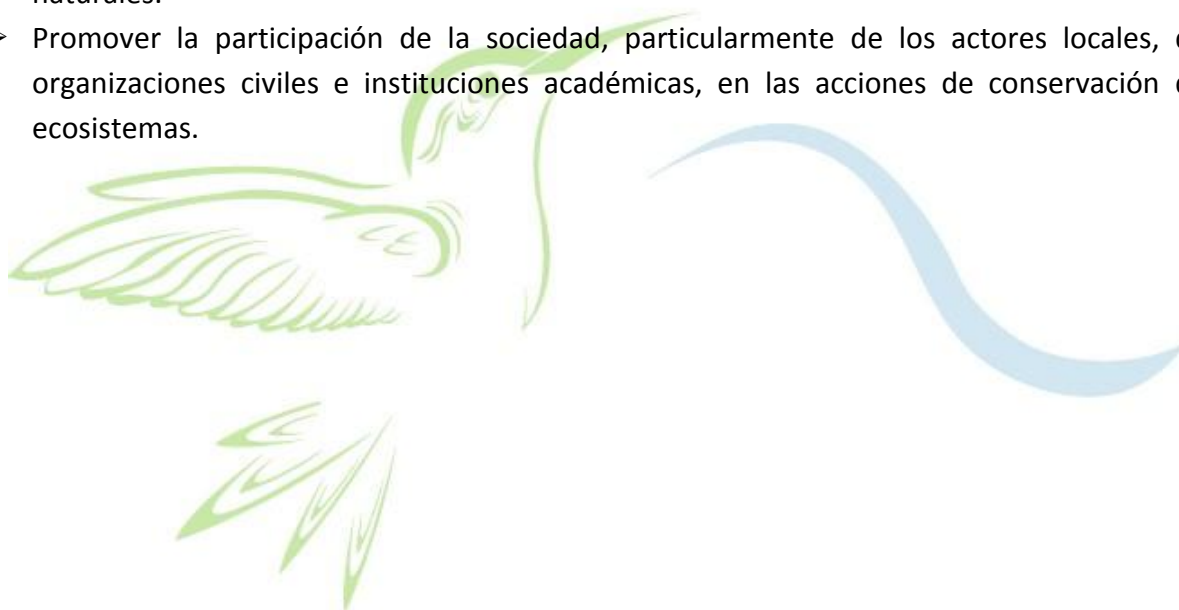 naturales.
➢ Promover la participación de la sociedad, particularmente de los actores locales,
organizaciones civiles e instituciones académicas, en las acciones de conservación
ecosistemas.